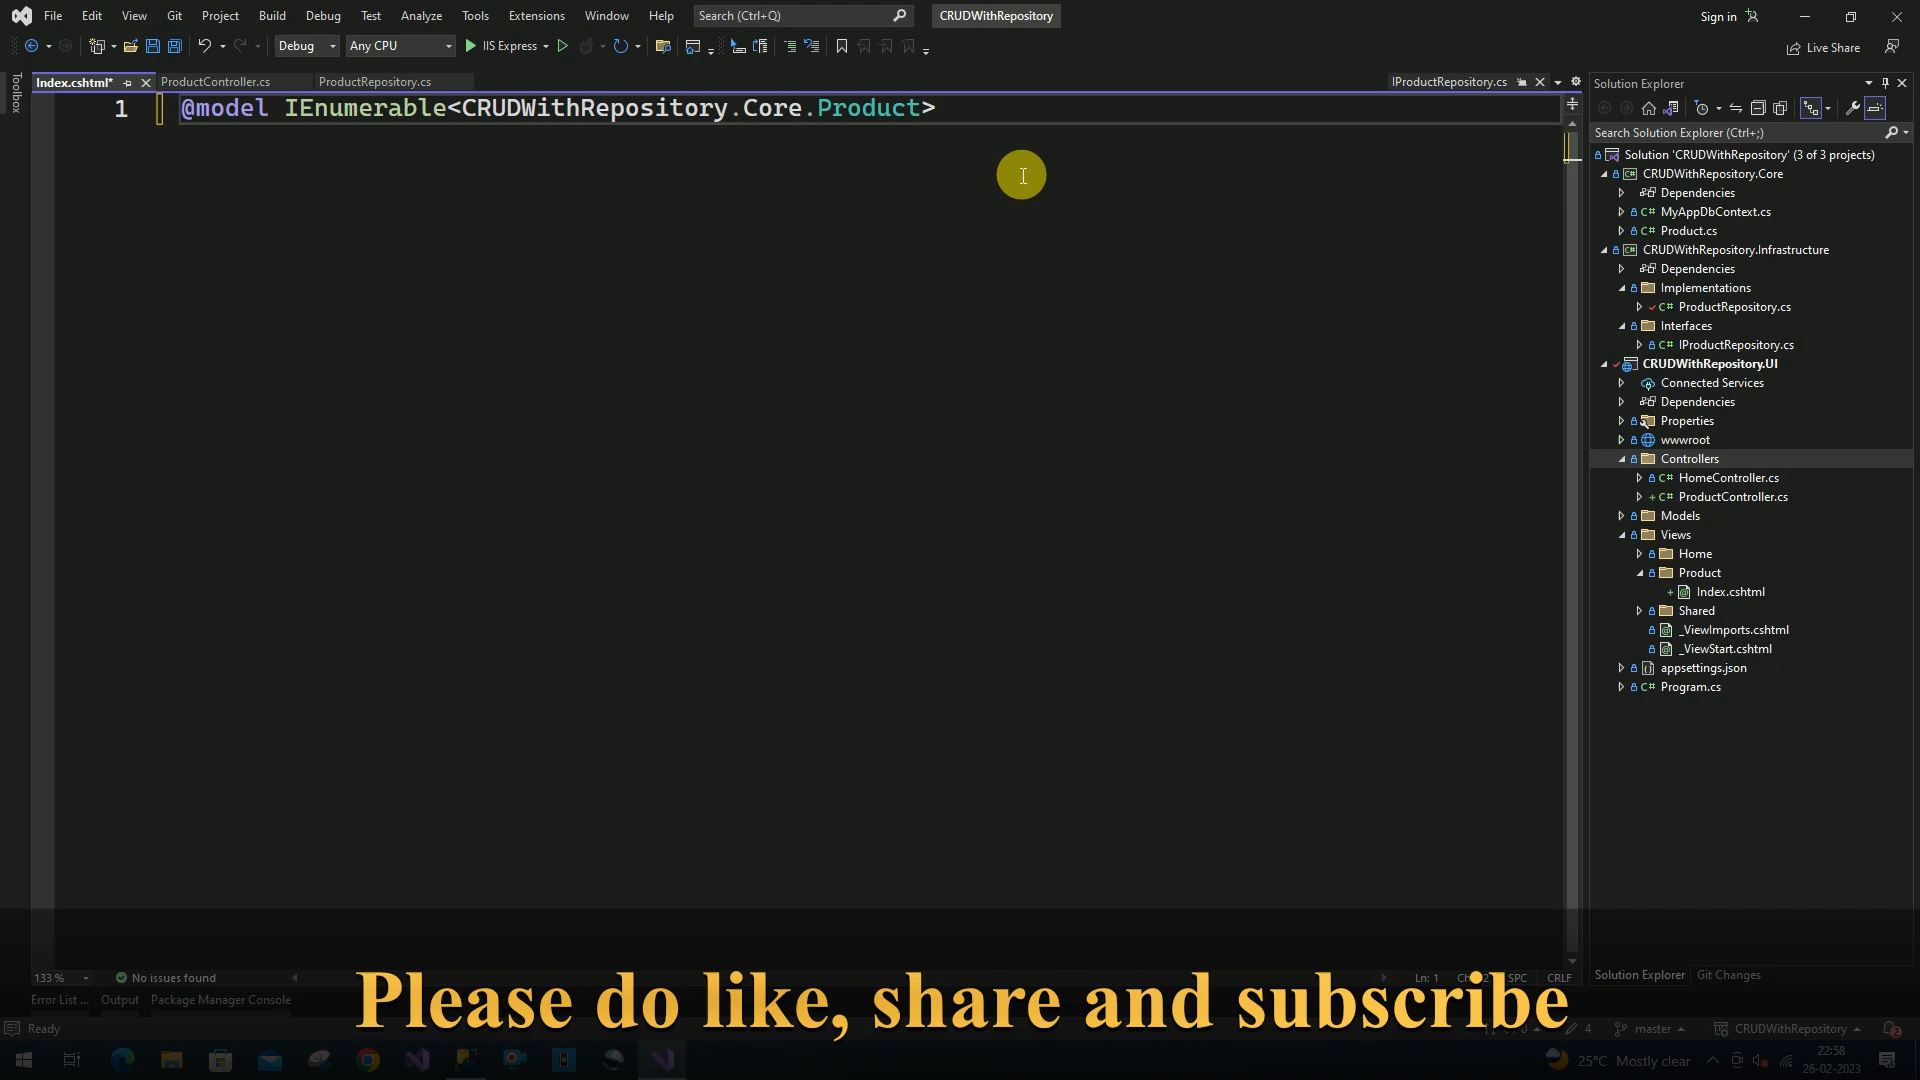 File Edit View Git Project Build Debug Test Analyze Tools Extensions Window Help Search (Ctrl+Q) CRUDWithRepository Sign in
Debug Any CPU IIS Express Live Share
Toolbox
Index.cshtml* ProductController.cs ProductRepository.cs IProductRepository.cs
1 @model IEnumerable<CRUDWithRepository.Core.Product>
Solution Explorer
Search Solution Explorer (Ctrl+;)
Solution 'CRUDWithRepository' (3 of 3 projects)
CRUDWithRepository.Core
Dependencies
C# MyAppDbContext.cs
C# Product.cs
CRUDWithRepository.Infrastructure
Dependencies
Implementations
C# ProductRepository.cs
Interfaces
C# IProductRepository.cs
CRUDWithRepository.UI
Connected Services
Dependencies
Properties
wwwroot
Controllers
C# HomeController.cs
C# ProductController.cs
Models
Views
Home
Product
Index.cshtml
Shared
_ViewImports.cshtml
_ViewStart.cshtml
appsettings.json
C# Program.cs
Solution Explorer Git Changes
133 % No issues found Ln: 1 SPC CRLF
Error List ... Output Package Manager Console
Please do like, share and subscribe
Ready 4 master CRUDWithRepository 2
25°C Mostly clear 22:58
26-02-2023